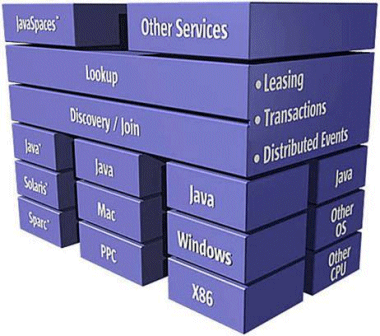 JavaSpaces*
Other Services
Lookup
Discovery / Join
• Leasing
• Transactions
• Distributed Events
Java*
Solaris*
Sparc*
Java
Mac
PPC
Java
Windows
X86
Java
Other
OS
Other
CPU